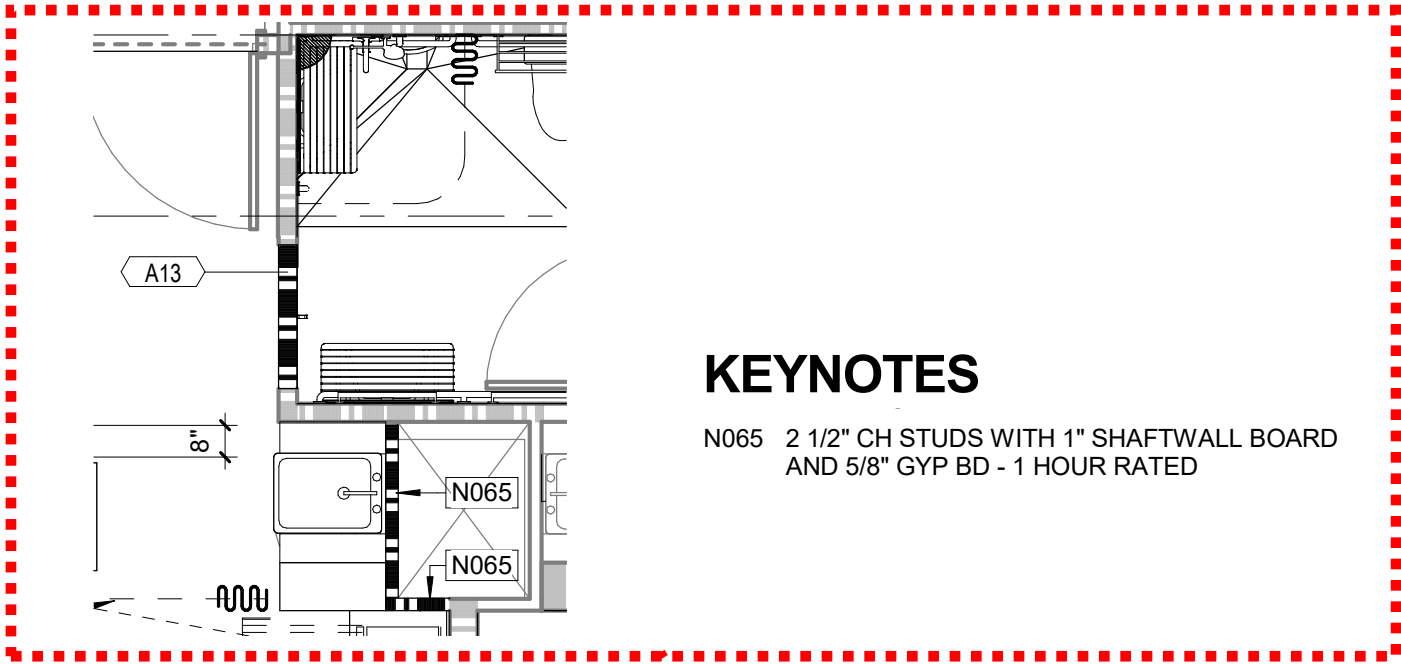 A13
8"
N065
N065
KEYNOTES
N065 2 1/2" CH STUDS WITH 1" SHAFTWALL BOARD
AND 5/8" GYP BD - 1 HOUR RATED